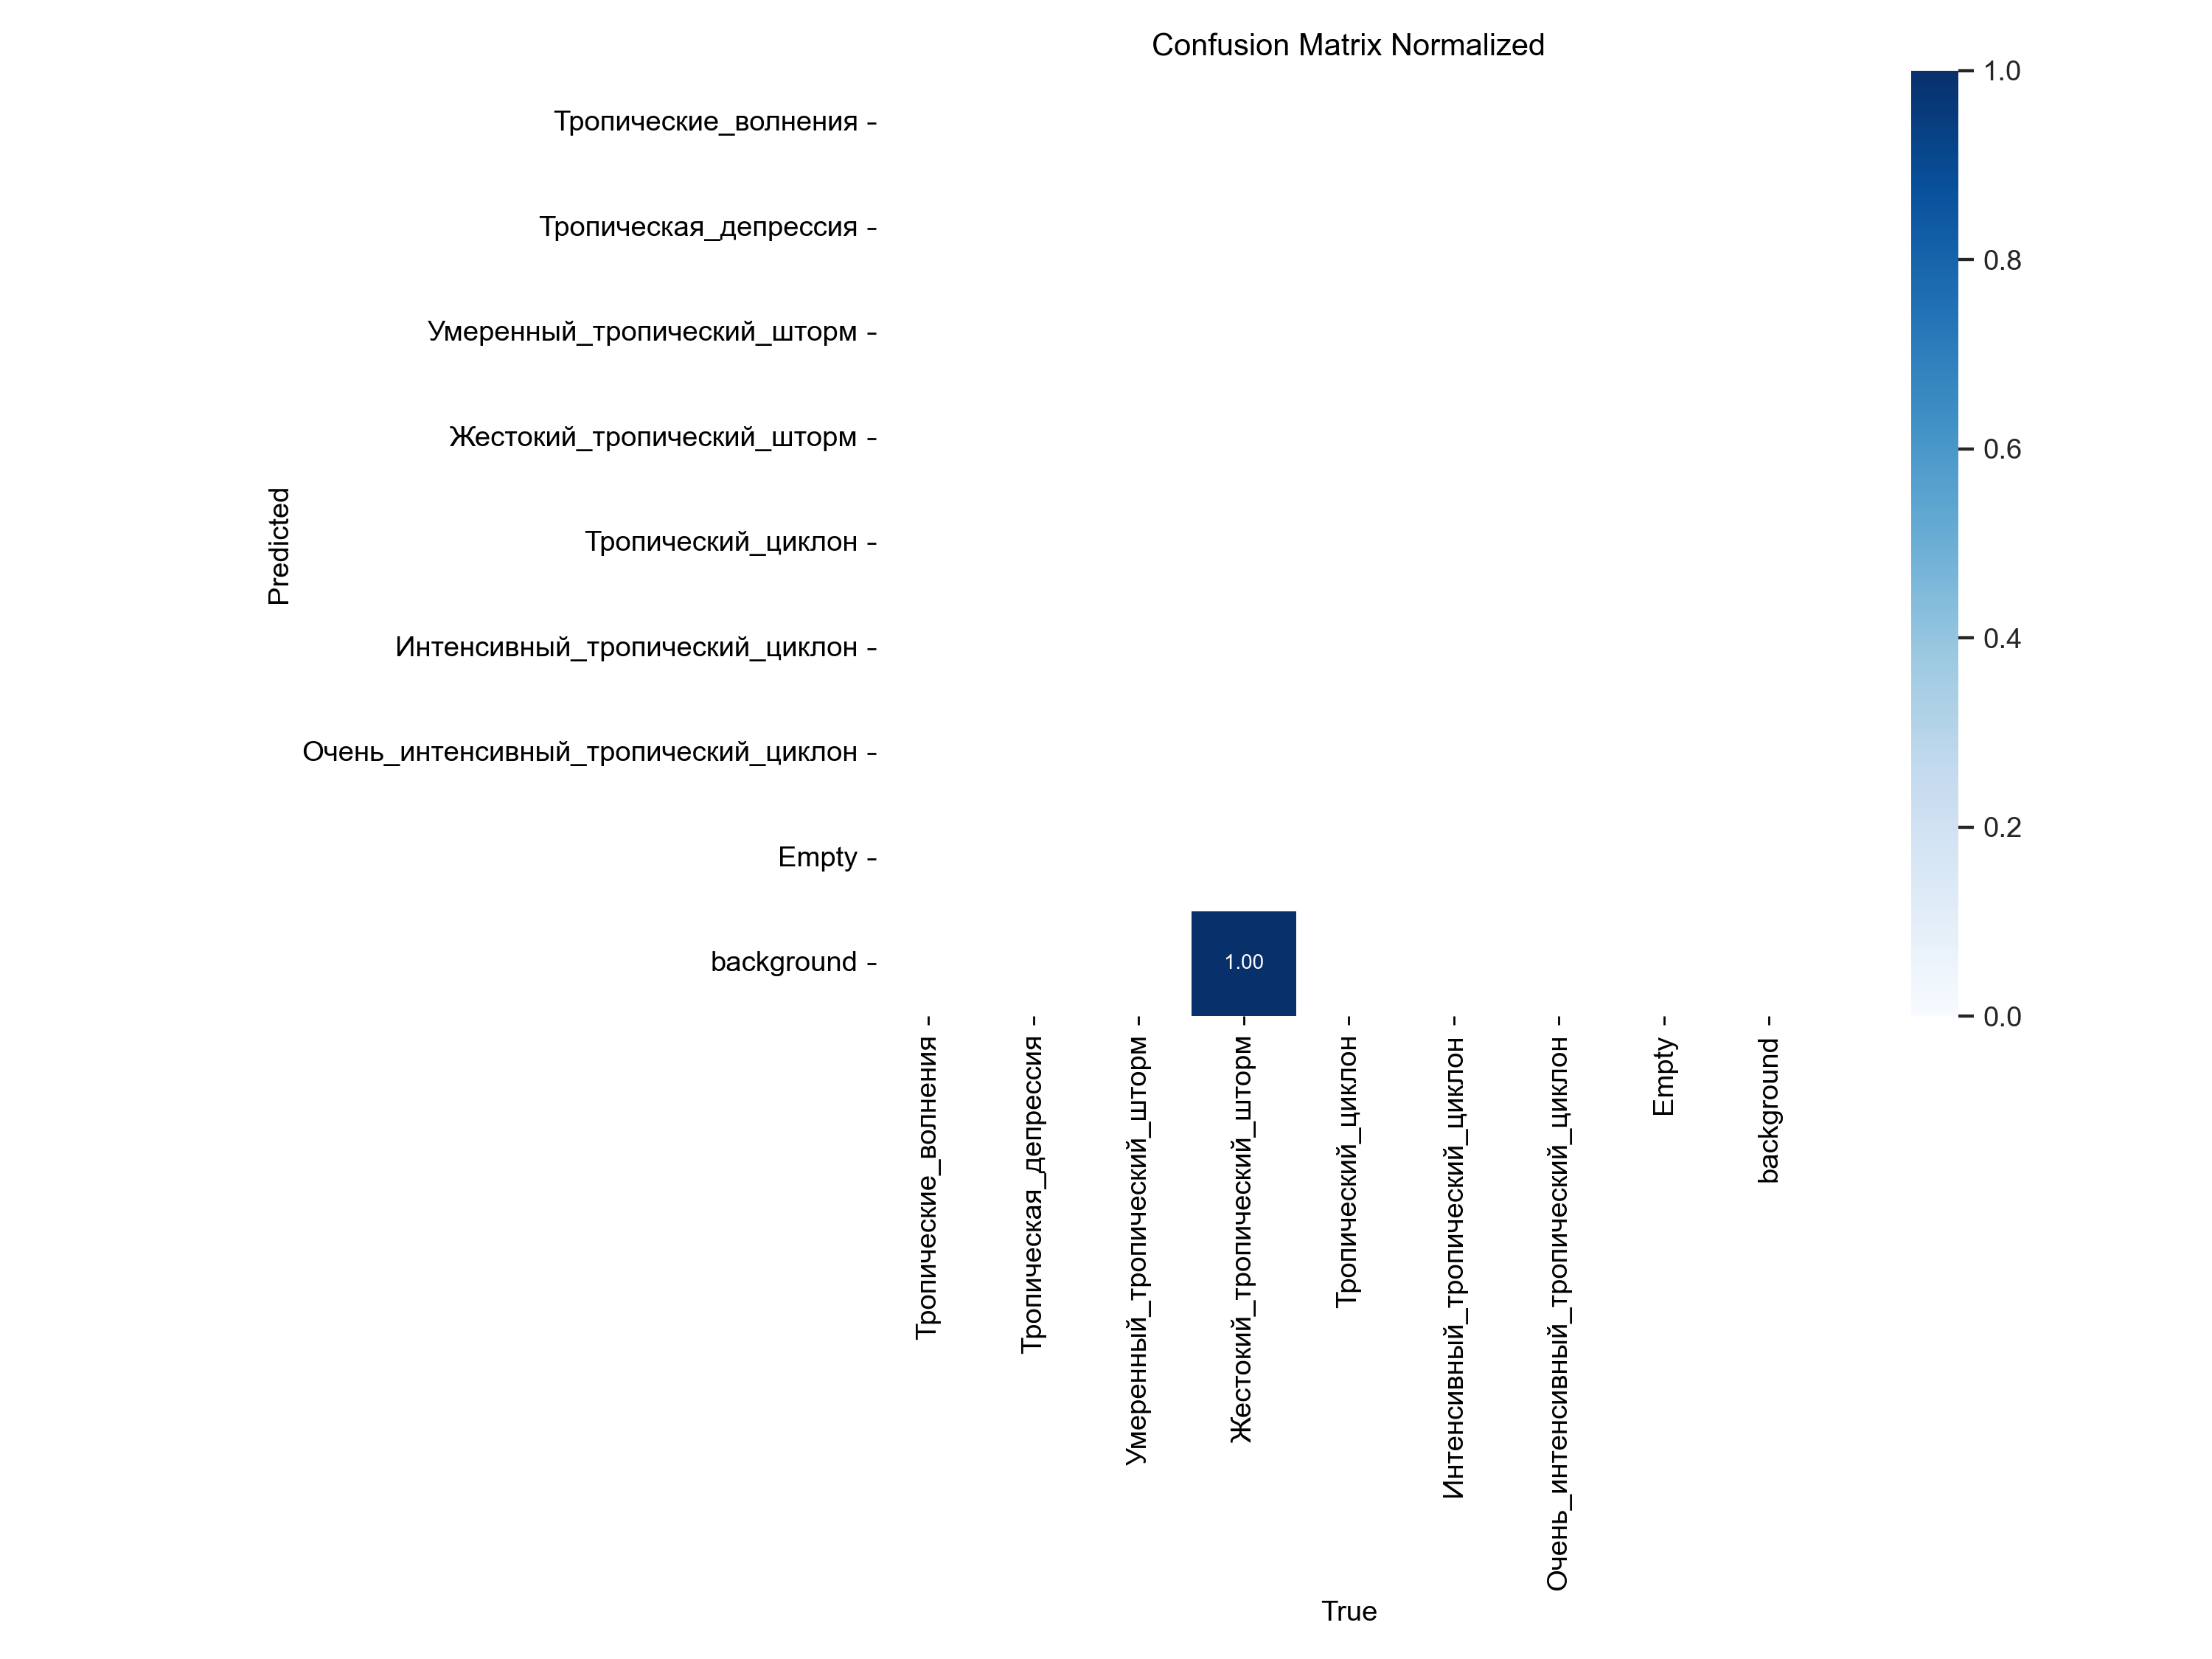 Confusion Matrix Normalized
Predicted
Тропические_волнения
Тропическая_депрессия
Умеренный_тропический_шторм
Жестокий_тропический_шторм
Тропический_циклон
Интенсивный_тропический_циклон
Очень_интенсивный_тропический_циклон
Empty
background
1.00
Тропические_волнения
Тропическая_депрессия
Умеренный_тропический_шторм
Жестокий_тропический_шторм
Тропический_циклон
Интенсивный_тропический_циклон
Очень_интенсивный_тропический_циклон
Empty
background
True
1.0
0.8
0.6
0.4
0.2
0.0